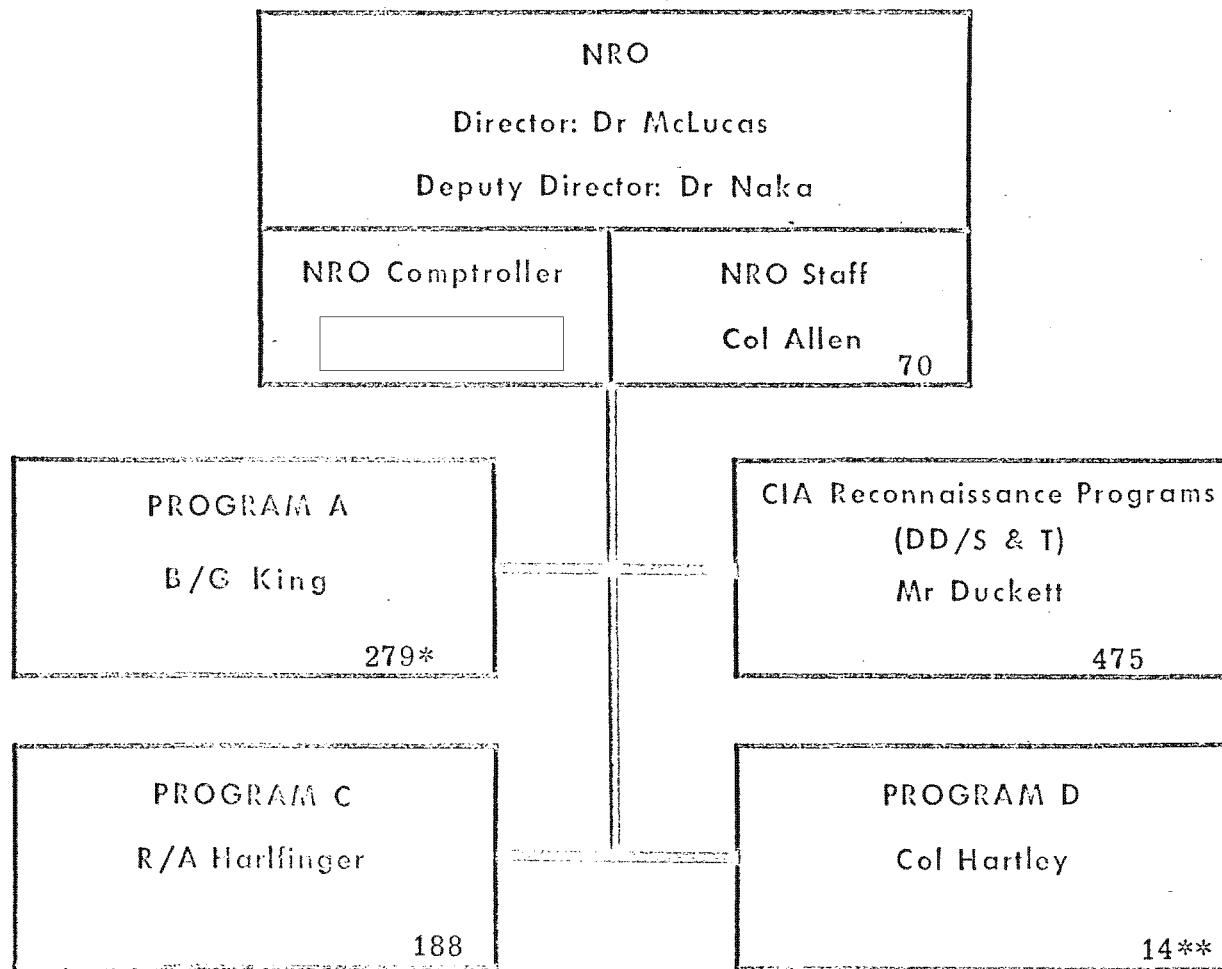 NRO
Director: Dr McLucas
Deputy Director: Dr Naka
NRO Comptroller
NRO Staff
Col Allen
70
PROGRAM A
B/G King
279*
CIA Reconnaissance Programs
(DD/S & T)
Mr Duckett
475
PROGRAM C
R/A Harlfinger
188
PROGRAM D
Col Hartley
14**